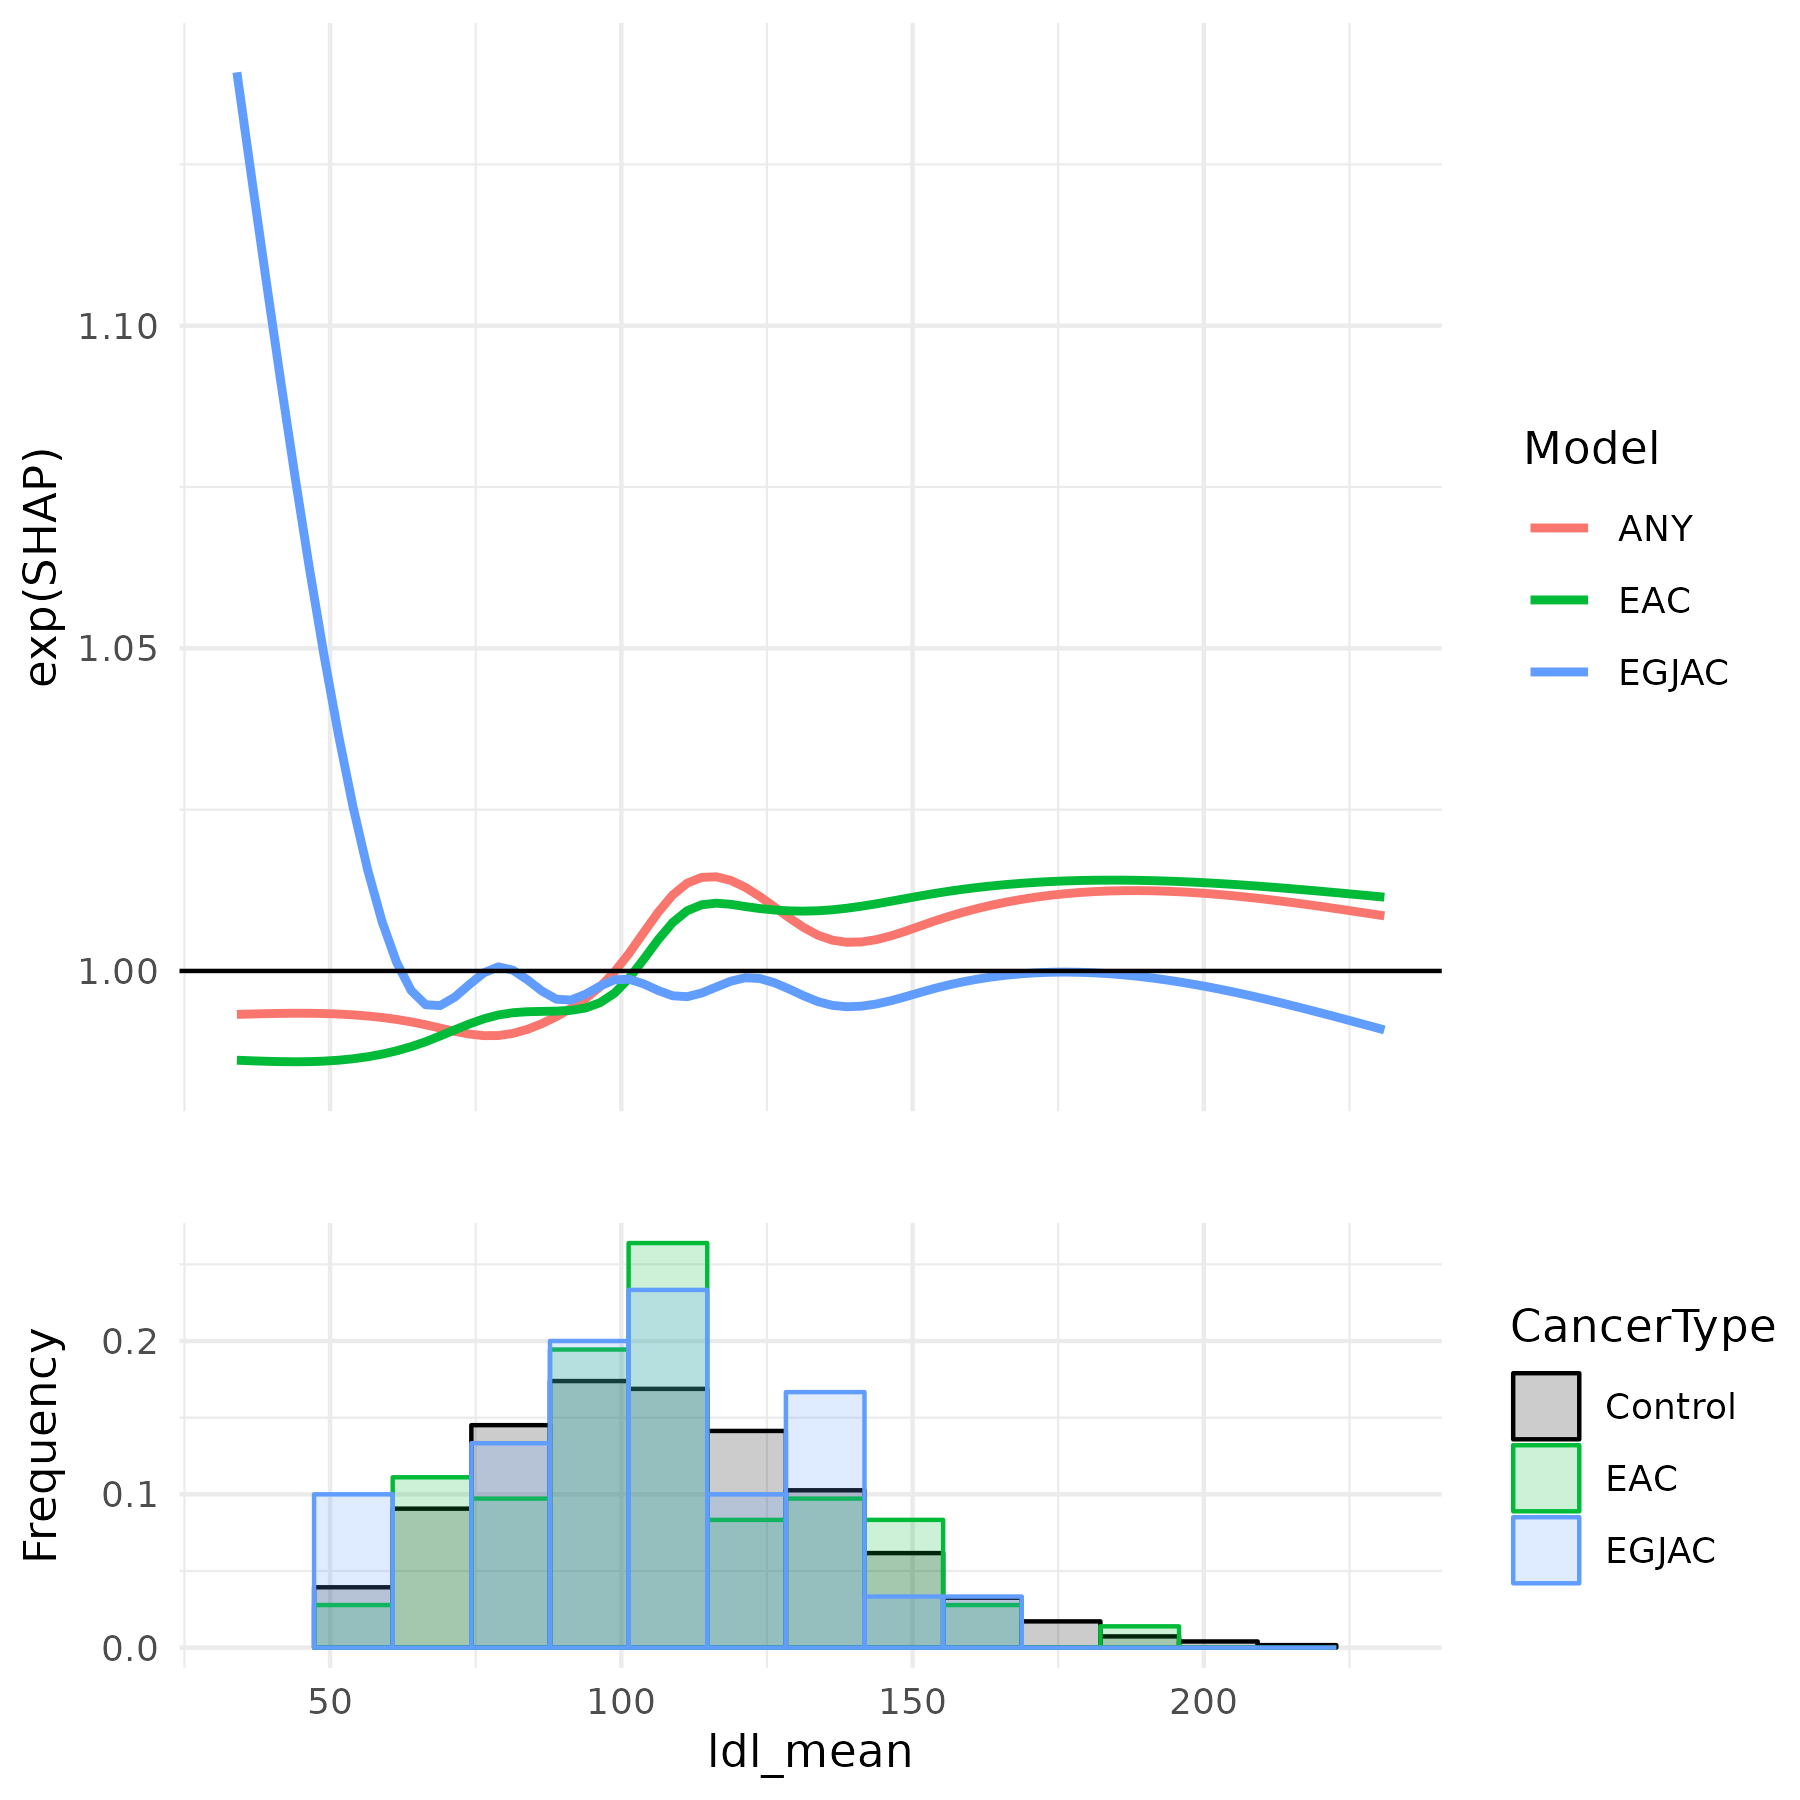 exp(SHAP)
1.10
1.05
1.00
Model
ANY
EAC
EGJAC
Frequency
0.2
0.1
0.0
50 100 150 200
ldl_mean
CancerType
Control
EAC
EGJAC